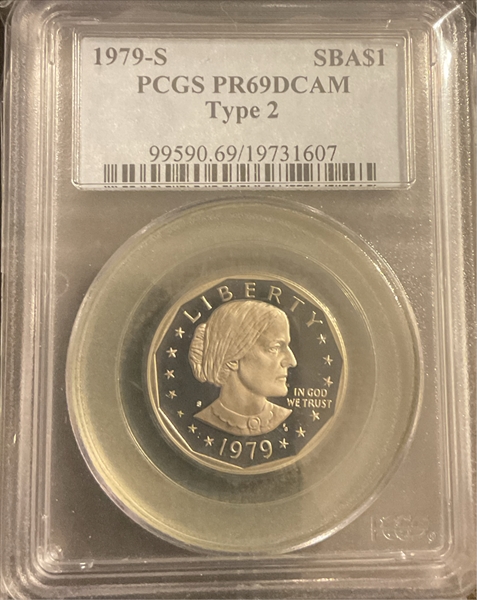 1979-S SBA$1
PCGS PR69DCAM
Type 2
99590.69/19731607
LIBERTY
IN GOD
WE TRUST
S
1979
PCGS